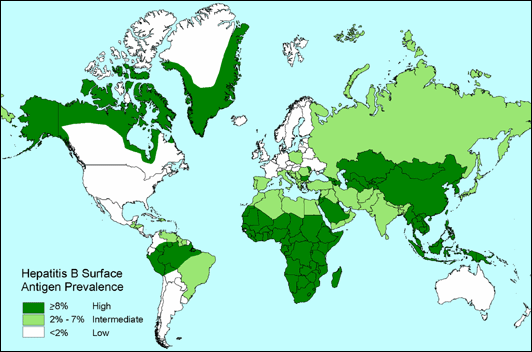 Hepatitis B Surface
Antigen Prevalence
≥8% High
2% - 7% Intermediate
<2% Low